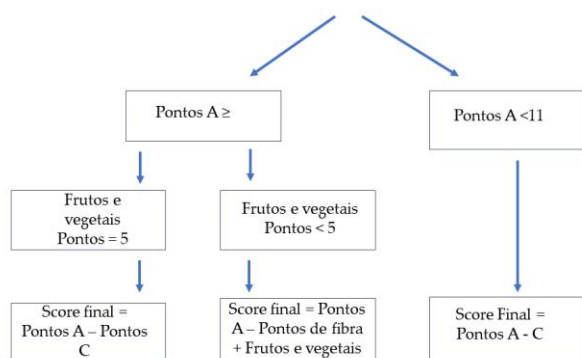 Pontos A ≥
Pontos A <11
Frutos e
vegetais
Pontos = 5
Frutos e vegetais
Pontos < 5
Score final =
Pontos A – Pontos
C
Score final = Pontos
A – Pontos de fibra
+ Frutos e vegetais
Score Final =
Pontos A - C